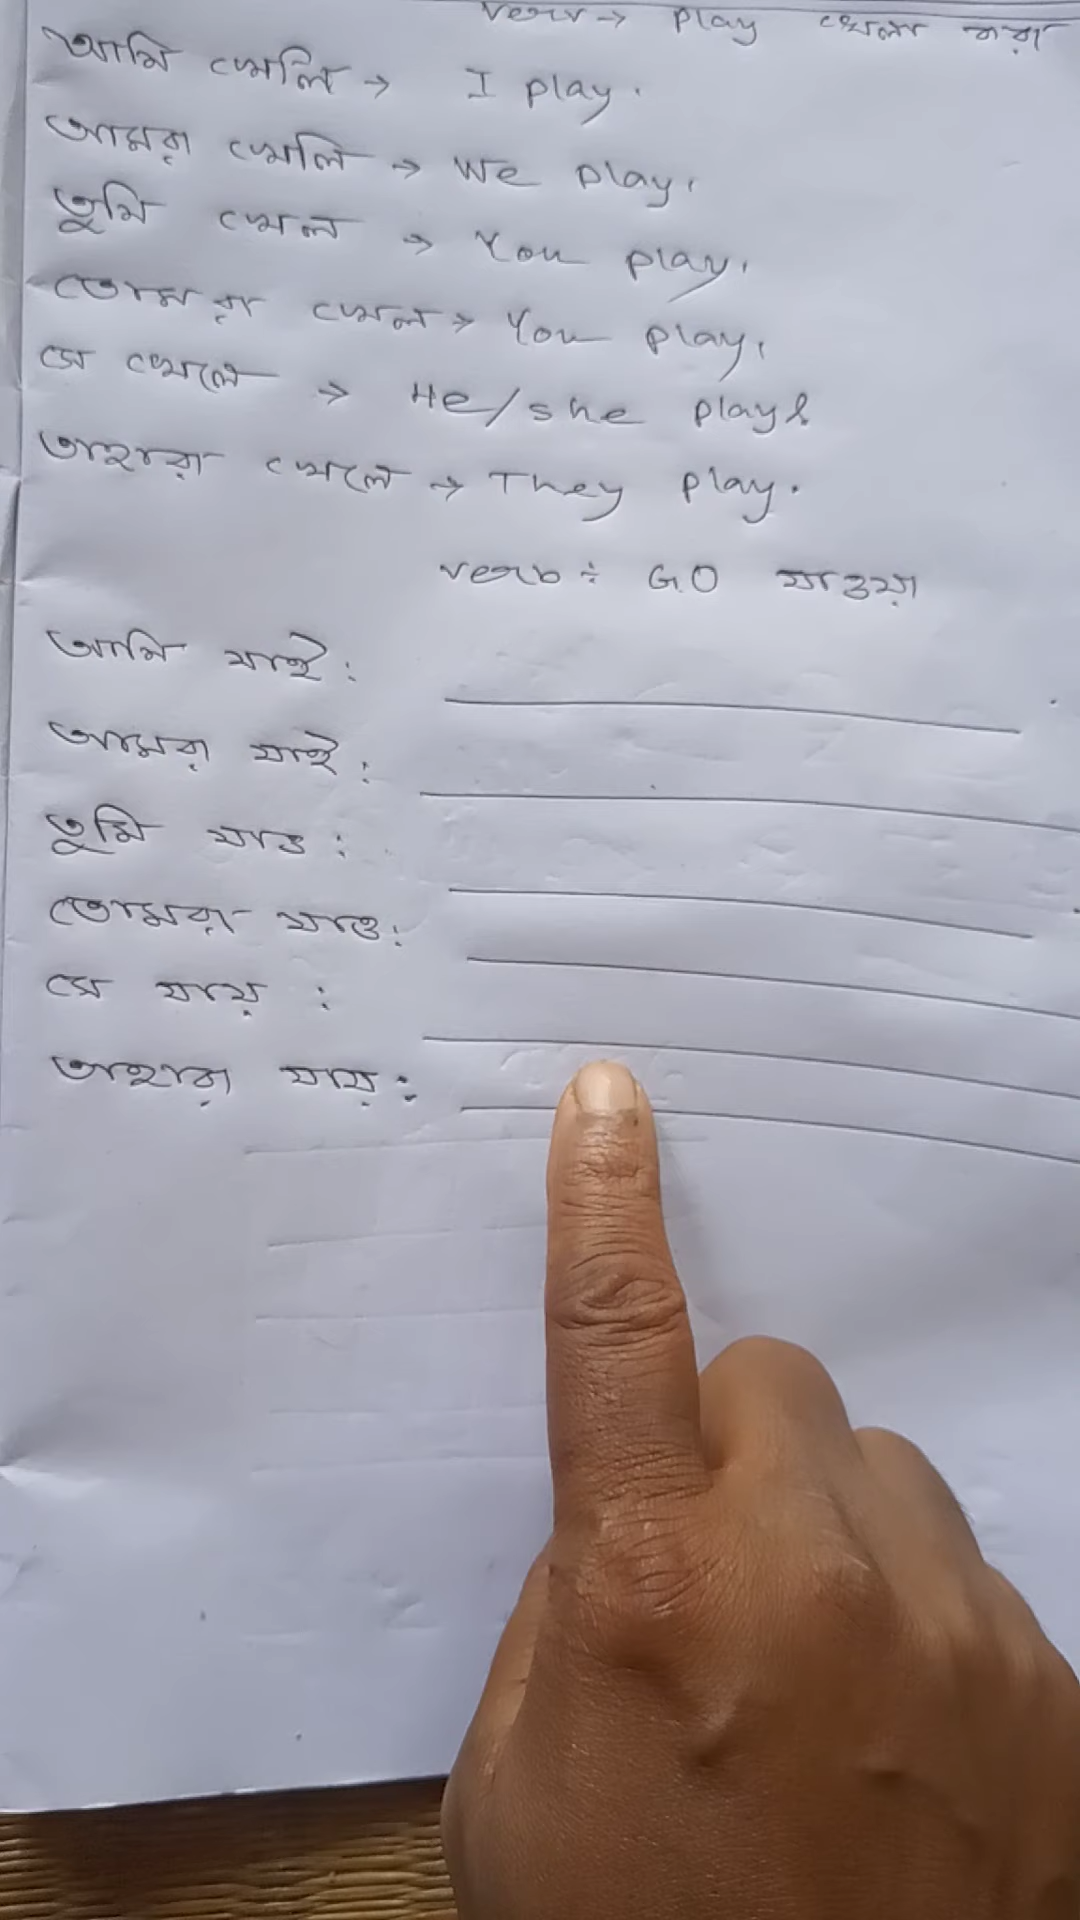 verb → play খেলা করা
আমি খেলি → I play.
আমরা খেলি → We play.
তুমি খেল → You play.
তোমরা খেল → You play.
সে খেলে → He/she plays
তাহারা খেলে → They play.
verb ÷ GO যাওয়া
আমি যাই :
আমরা যাই :
তুমি যাও :
তোমরা যাও :
সে যায় :
তাহারা যায় :